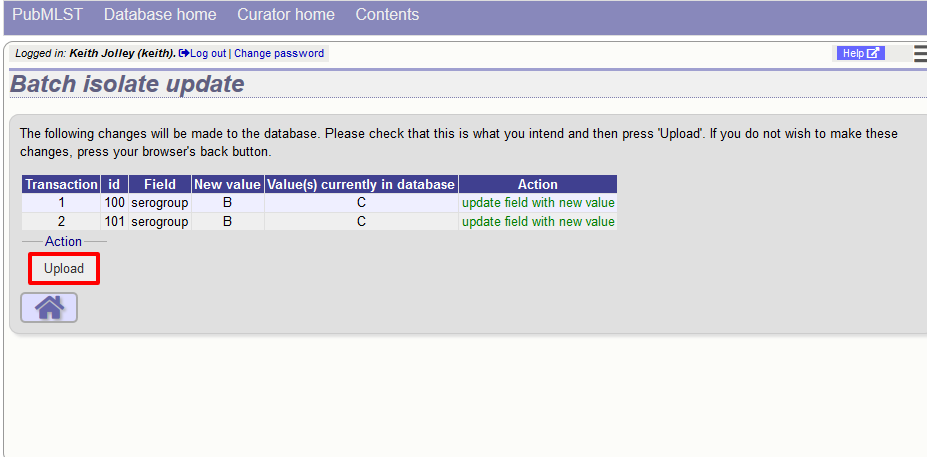 PubMLST Database home Curator home Contents
Logged in: Keith Jolley (keith). Log out | Change password Help
Batch isolate update
The following changes will be made to the database. Please check that this is what you intend and then press 'Upload'. If you do not wish to make these
changes, press your browser's back button.
Transaction id Field New value Value(s) currently in database Action
1 100 serogroup B C update field with new value
2 101 serogroup B C update field with new value
Action
Upload